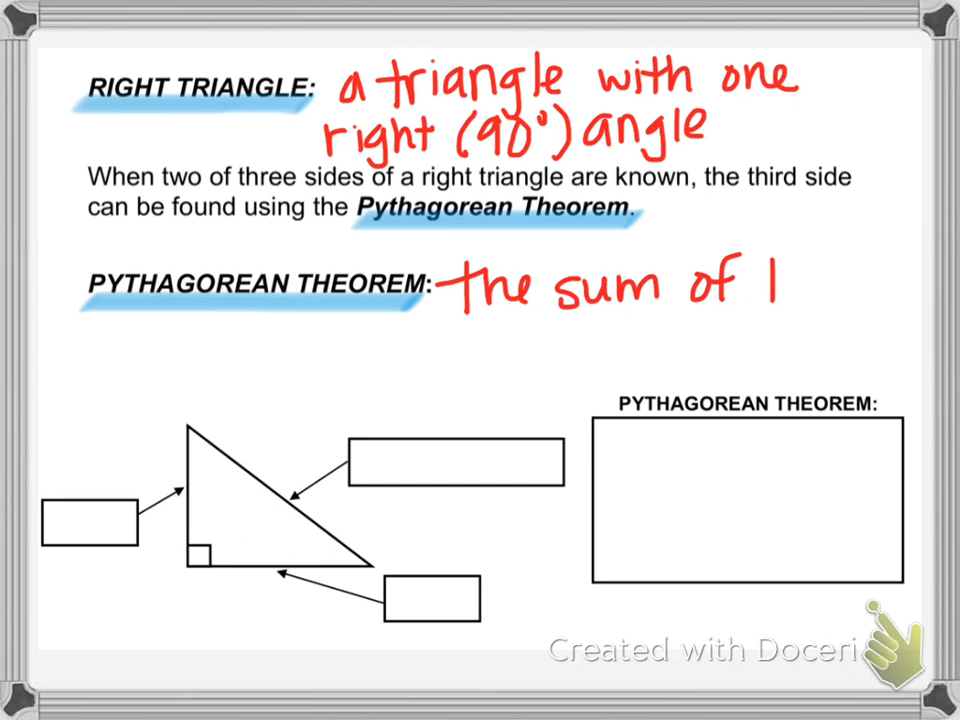 RIGHT TRIANGLE: a triangle with one
right (90°) angle
When two of three sides of a right triangle are known, the third side
can be found using the Pythagorean Theorem.
PYTHAGOREAN THEOREM: the sum of l
PYTHAGOREAN THEOREM:
Created with Doceri